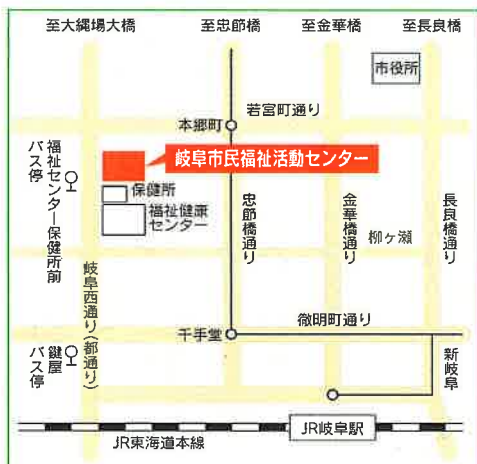 至大縄場大橋
至忠節橋
至金華橋
至長良橋
市役所
若宮町通り
本郷町
岐阜市民福祉活動センター
福祉センター保健所前
バス停
保健所
福祉健康
センター
忠節橋通り
金華橋通り
柳ヶ瀬
長良橋通り
岐阜西通り(都通り)
徹明町通り
千手堂
鍵屋
バス停
新岐阜
JR岐阜駅
JR東海道本線